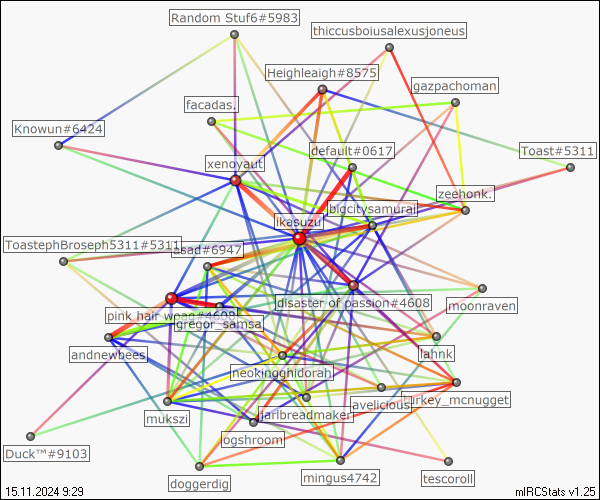 Random Stuf6#5983
thiccusboiusalexusjoneus
Heighleaigh#8575
gazpachoman
facadas.
Knowun#6424
default#0617
Toast#5311
xenoyaut
zeehonk.
bigcitysamurai
ikasuzu
ToastephBroseph5311#5311
asad#6947
disaster of passion#4608
moonraven
pink hair
gregor_samsa
lahnk
andnewbees
neokingghidorah
turkey_mcnugget
avelicious
jarlbreadmaker
mukszi
ogshroom
Duck™#9103
tescoroll
doggerdig
mingus4742
15.11.2024 9:29
mIRCStats v1.25